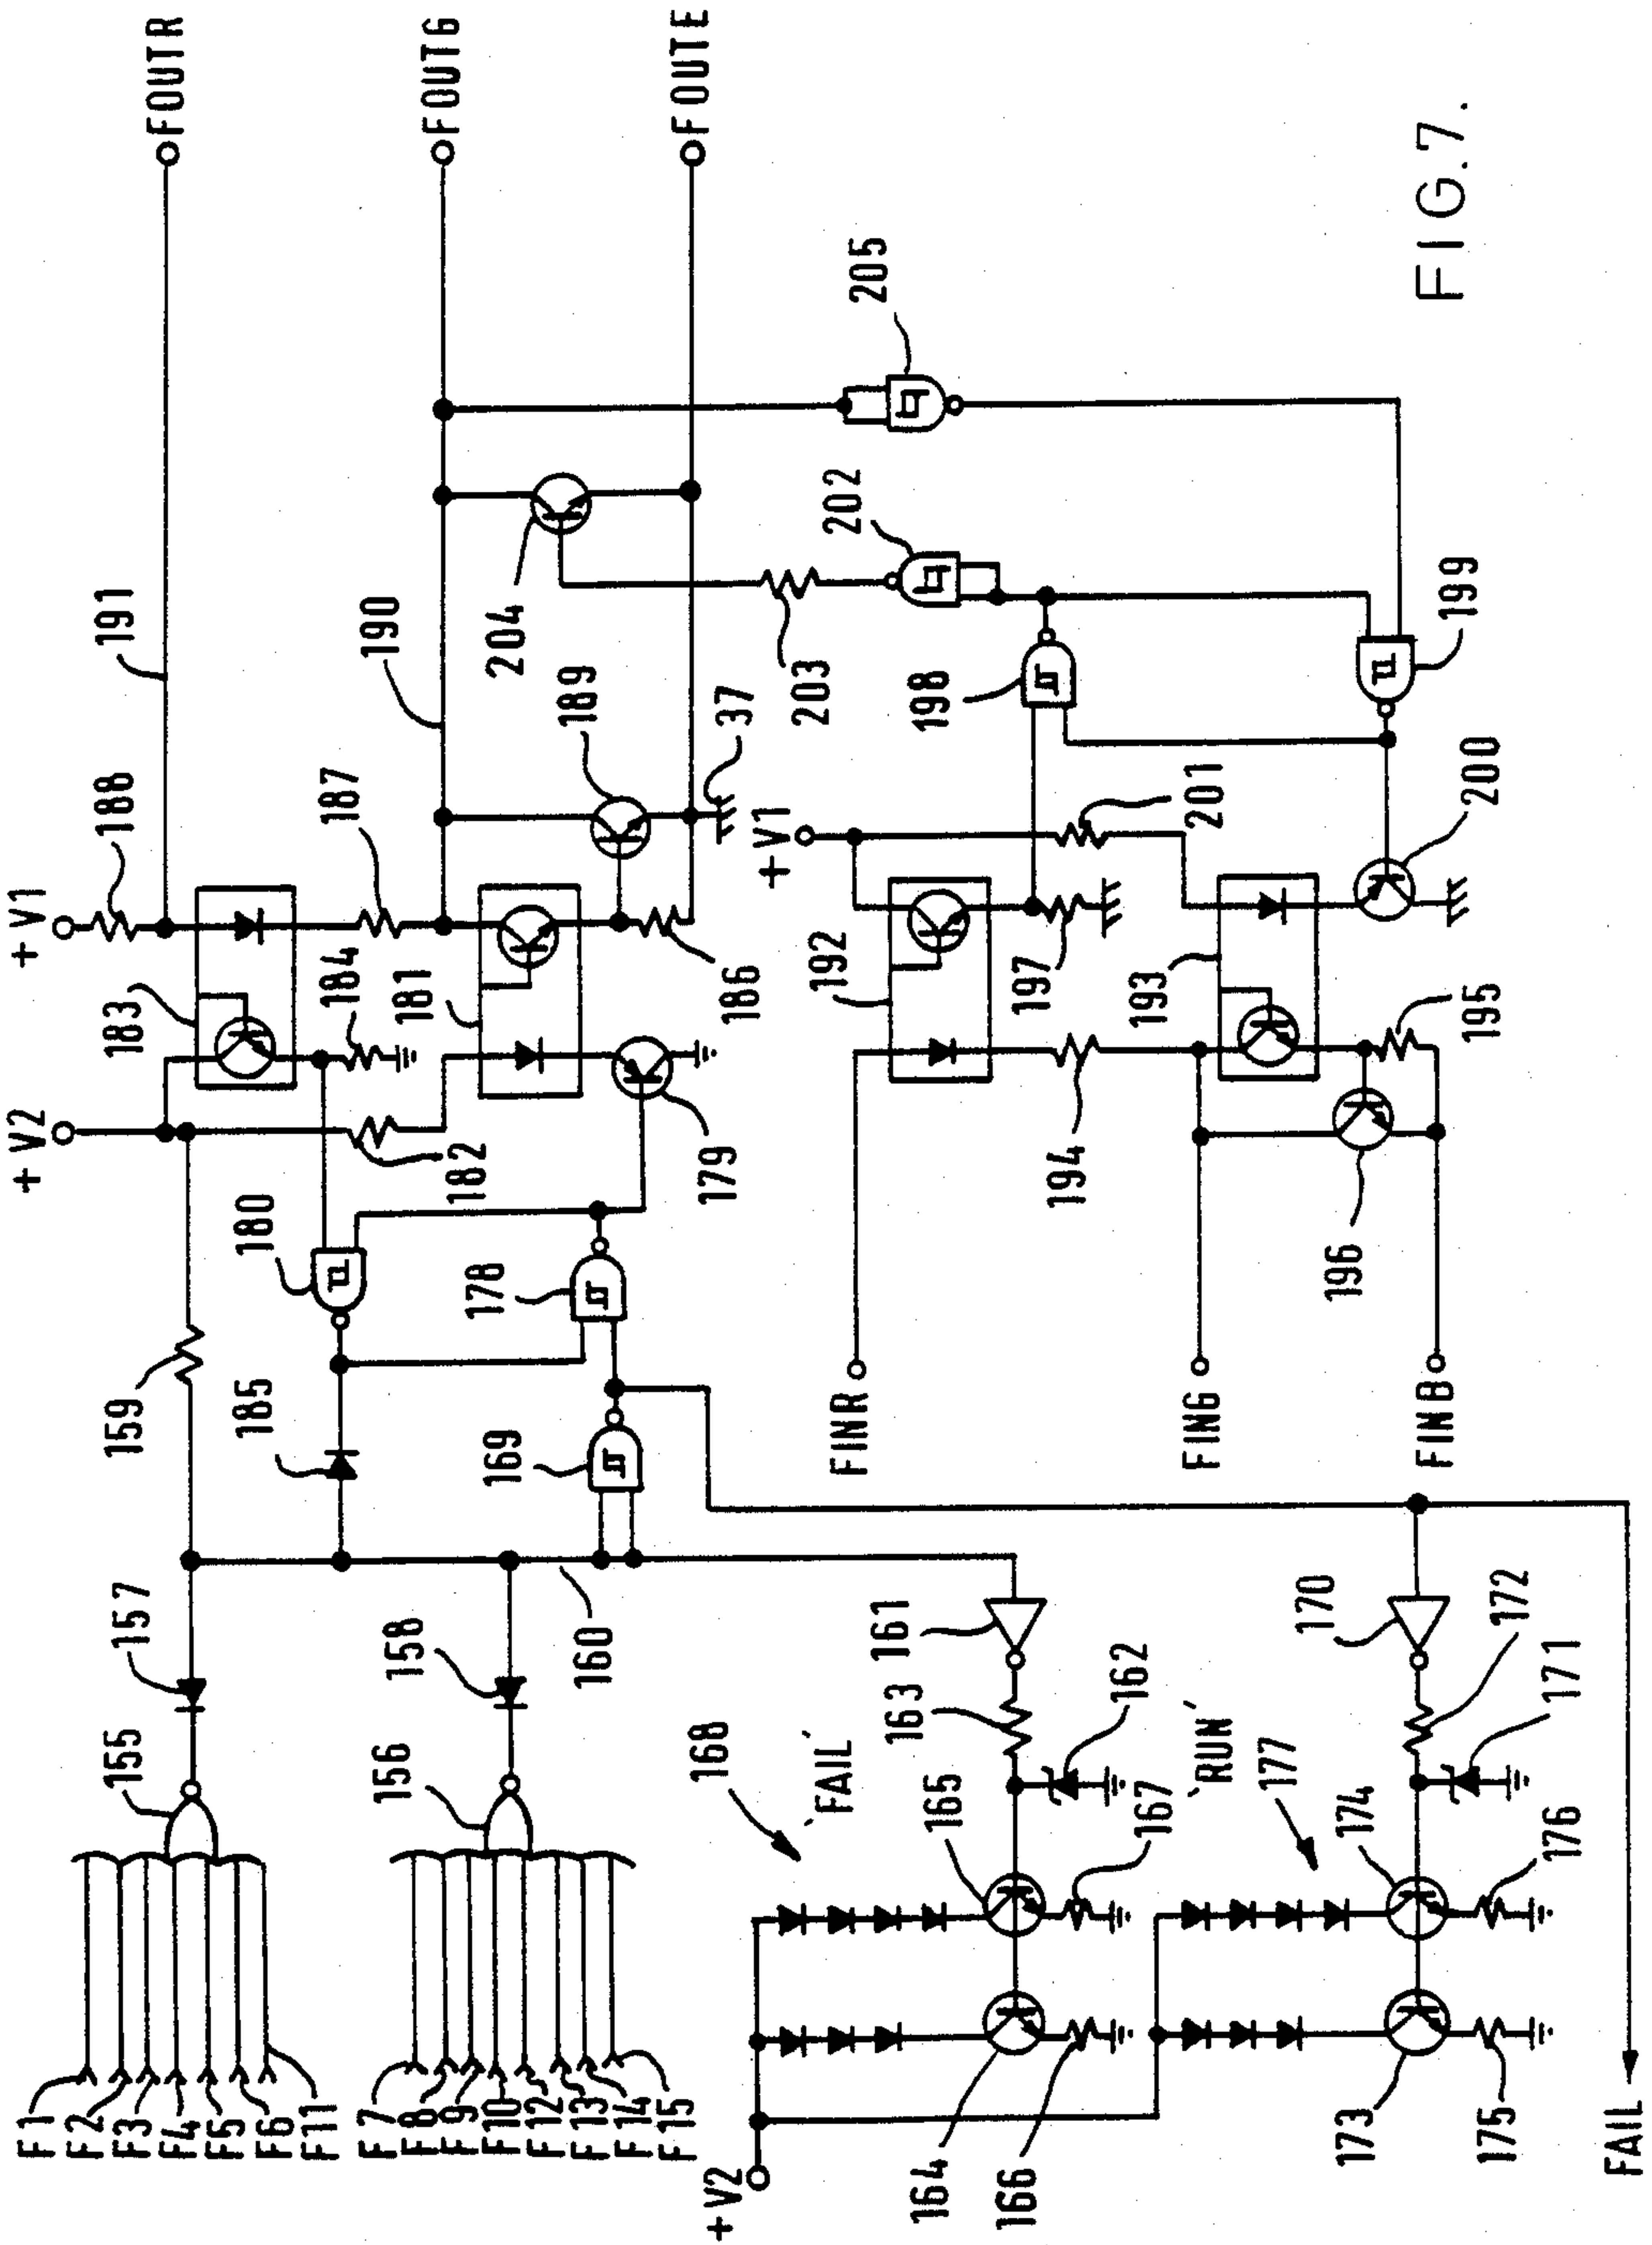 +V2
+V1
183
188
191
FOUTR
159
180
184
187
190
FOUTG
185
182
181
189
204
FOUTE
157
178
179
186
37
155
169
203
202
205
F1
F2
F3
F4
F5
F6
F11
158
160
156
F7
F8
F9
F10
F12
F13
F14
F15
+V1
192
197
198
201
199
193
194
195
196
200
FINR
FING
FINB
161
163
162
168
'FAIL'
165
167
164
166
+V2
170
172
171
'RUN'
177
174
176
173
175
FAIL
FIG.7.